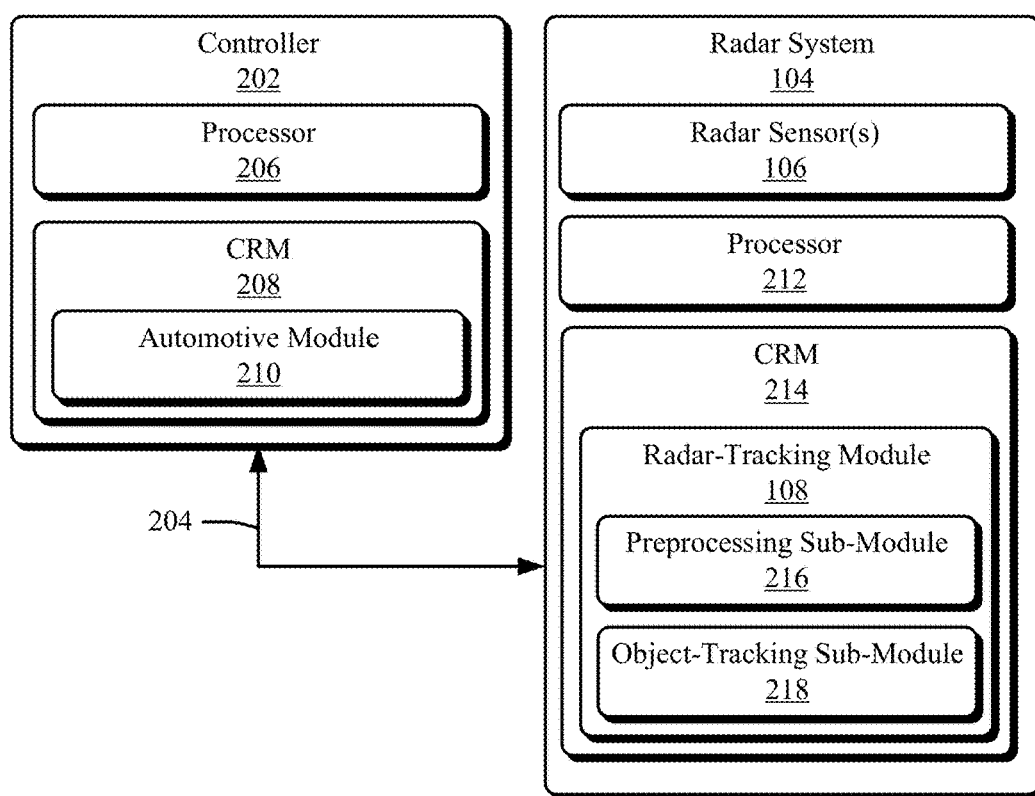 Controller
202
Processor
206
CRM
208
Automotive Module
210
204
Radar System
104
Radar Sensor(s)
106
Processor
212
CRM
214
Radar-Tracking Module
108
Preprocessing Sub-Module
216
Object-Tracking Sub-Module
218